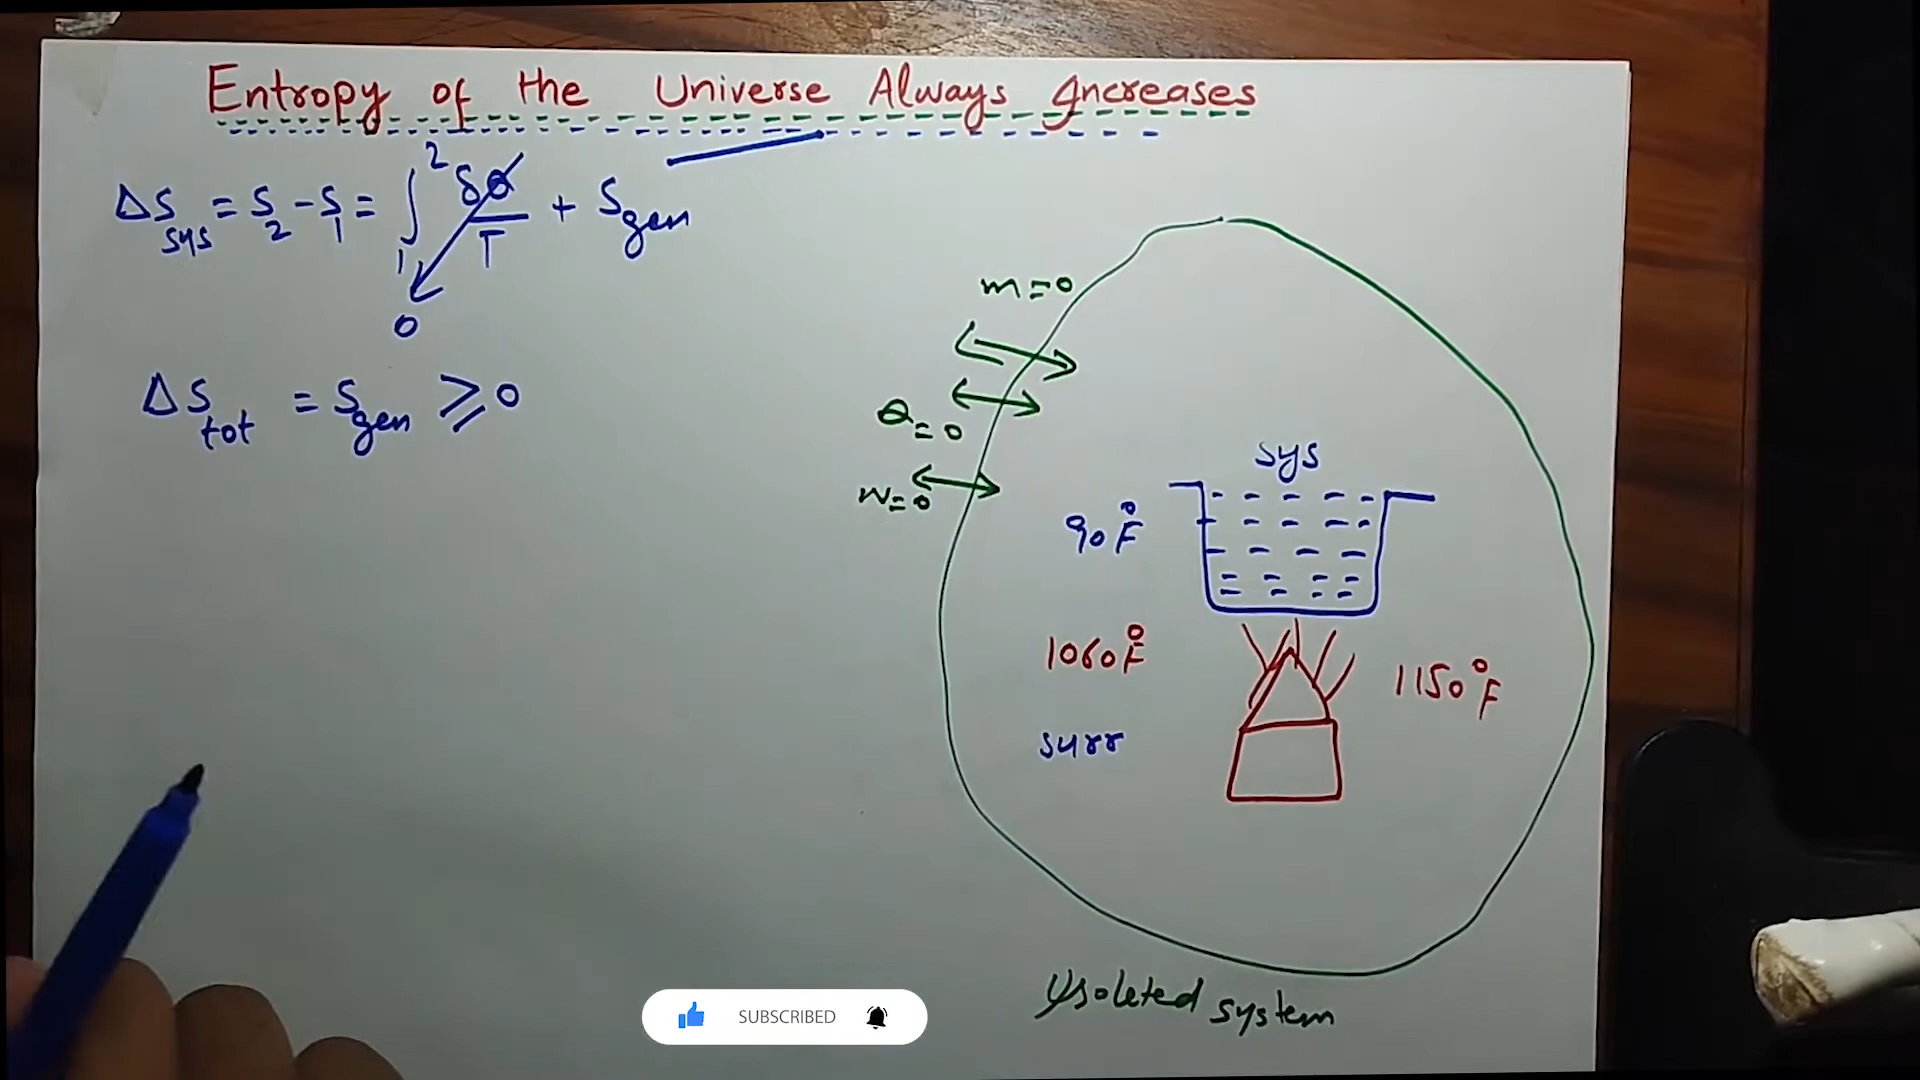 Entropy of the Universe Always Increases
ΔS_sys = S_2 - S_1 = ∫_1^2 δQ/T + S_gen
0
ΔS_tot = S_gen ≥ 0
m=0
Q=0
W=0
sys
90°F
1060°F
1150°F
surr
Isoleted system
SUBSCRIBED